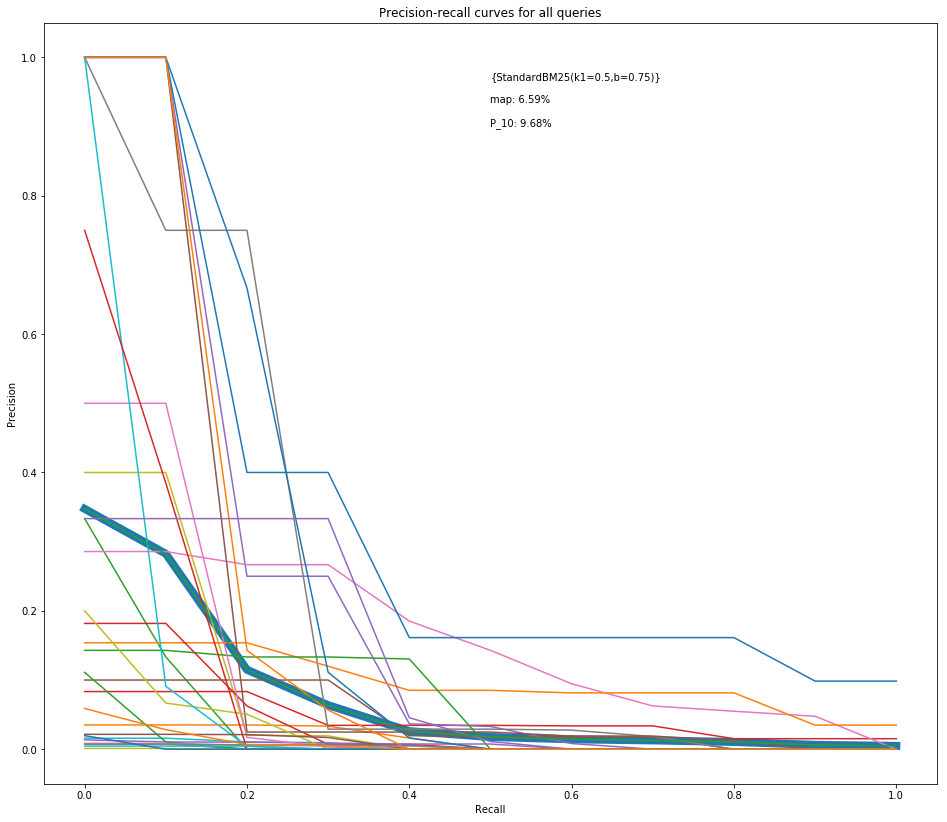 Precision-recall curves for all queries
{StandardBM25(k1=0.5,b=0.75)}
map: 6.59%
P_10: 9.68%
1.0
0.8
0.6
0.4
0.2
0.0
Precision
0.0 0.2 0.4 0.6 0.8 1.0
Recall